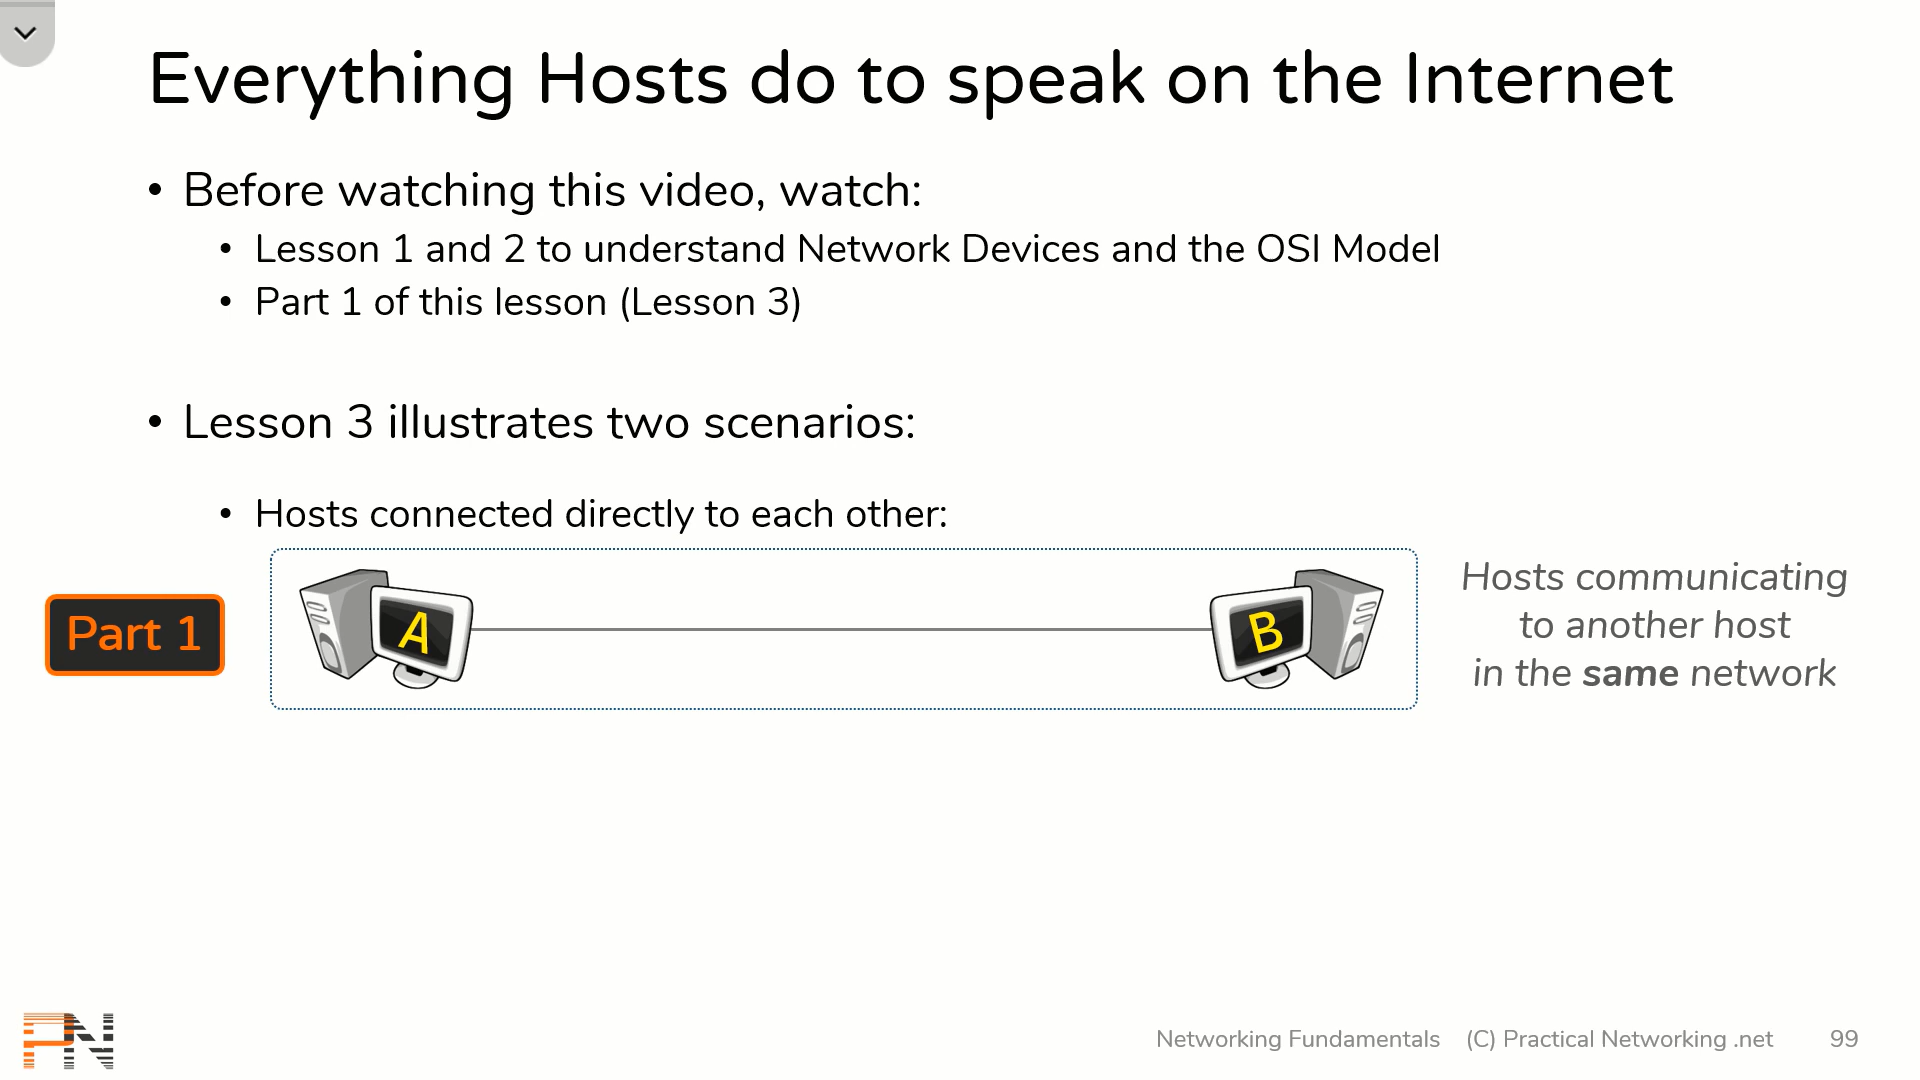 Everything Hosts do to speak on the Internet
• Before watching this video, watch:
• Lesson 1 and 2 to understand Network Devices and the OSI Model
• Part 1 of this lesson (Lesson 3)
• Lesson 3 illustrates two scenarios:
• Hosts connected directly to each other:
Part 1
A
B
Hosts communicating
to another host
in the same network
PN
Networking Fundamentals (C) Practical Networking .net 99